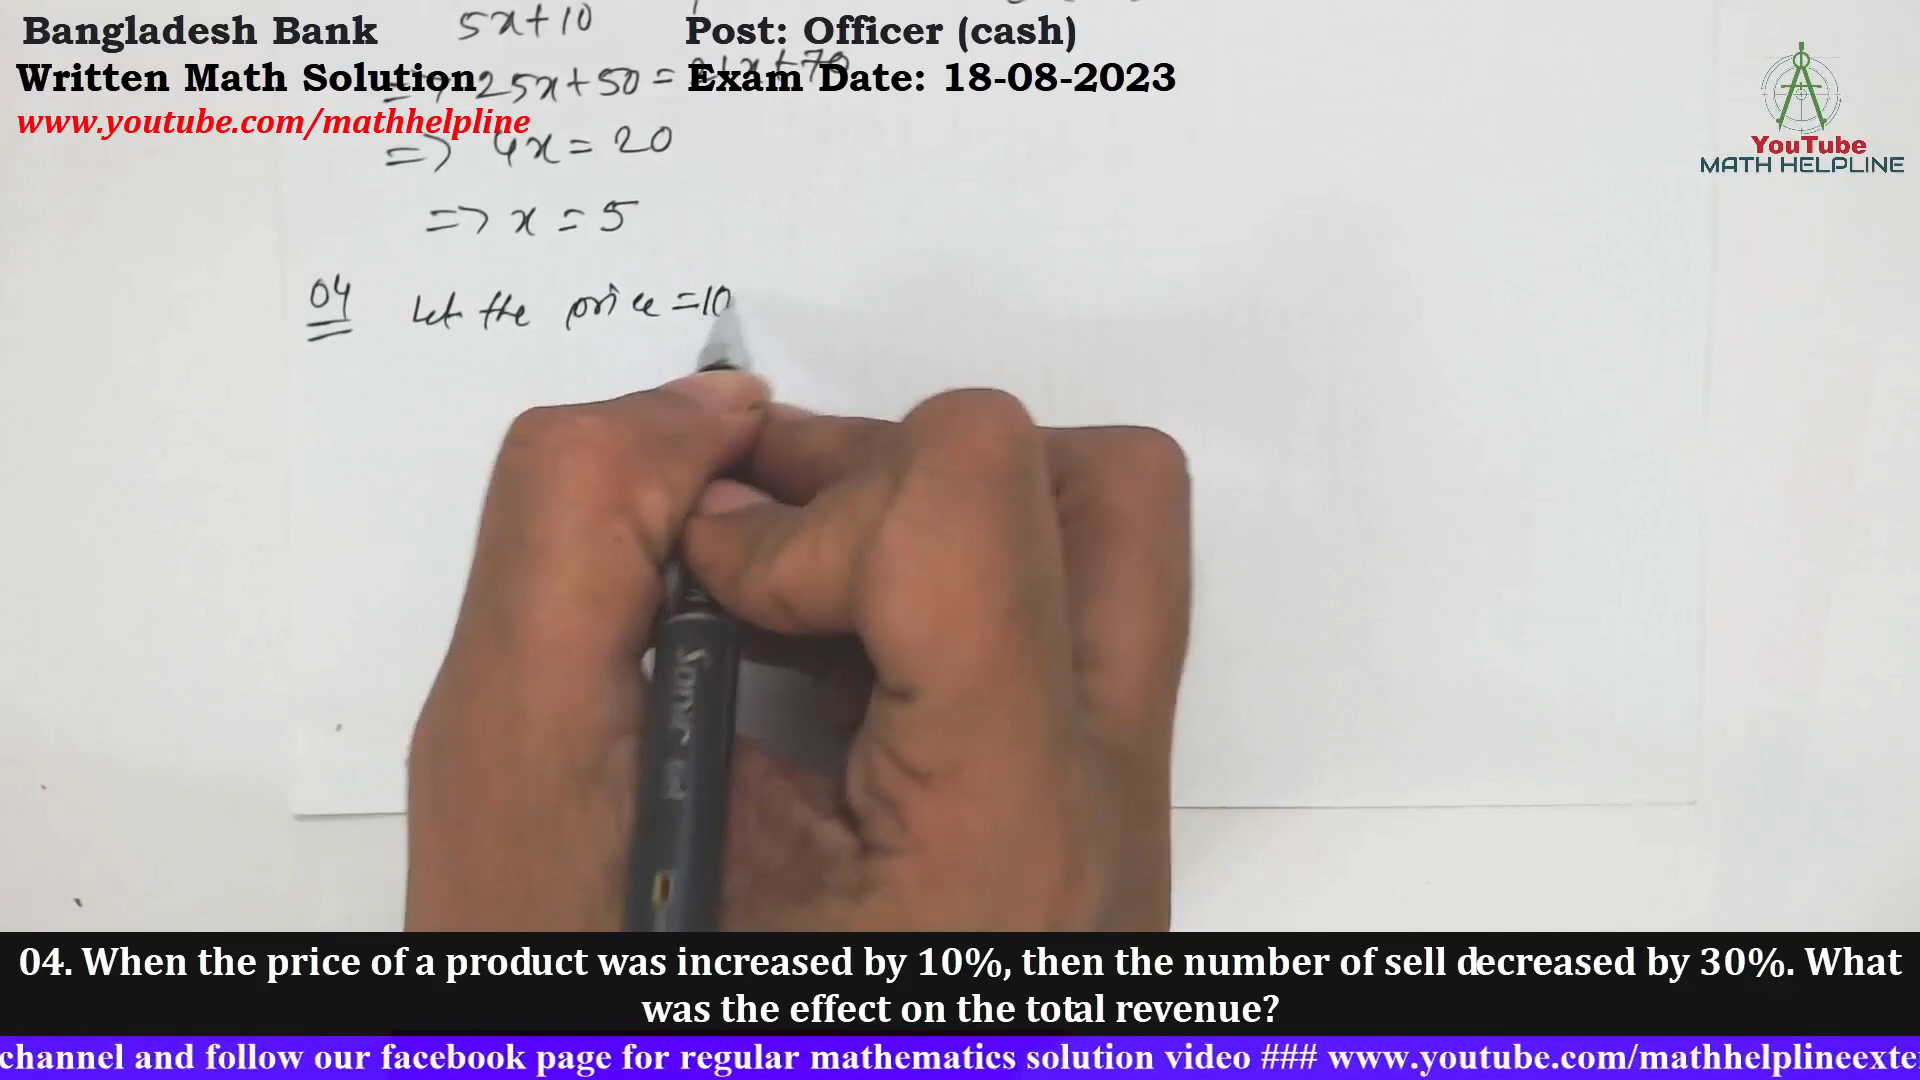 5x+10
Bangladesh Bank
Post: Officer (cash)
=> 25x+50 = 21x+70
Written Math Solution
Exam Date: 18-08-2023
www.youtube.com/mathhelpline
=> 4x = 20
YouTube
MATH HELPLINE
=> x = 5
04 Let the price = 10
Sonic
04. When the price of a product was increased by 10%, then the number of sell decreased by 30%. What
was the effect on the total revenue?
channel and follow our facebook page for regular mathematics solution video ### www.youtube.com/mathhelplineexte